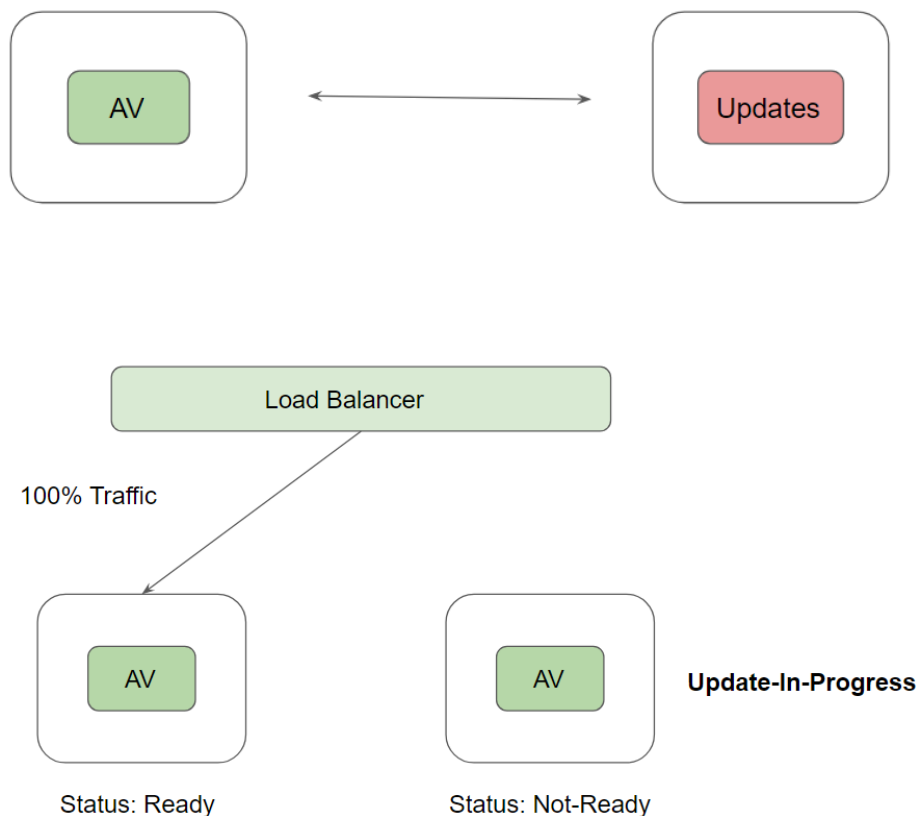 AV
Updates
Load Balancer
100% Traffic
AV
AV
Update-In-Progress
Status: Ready
Status: Not-Ready